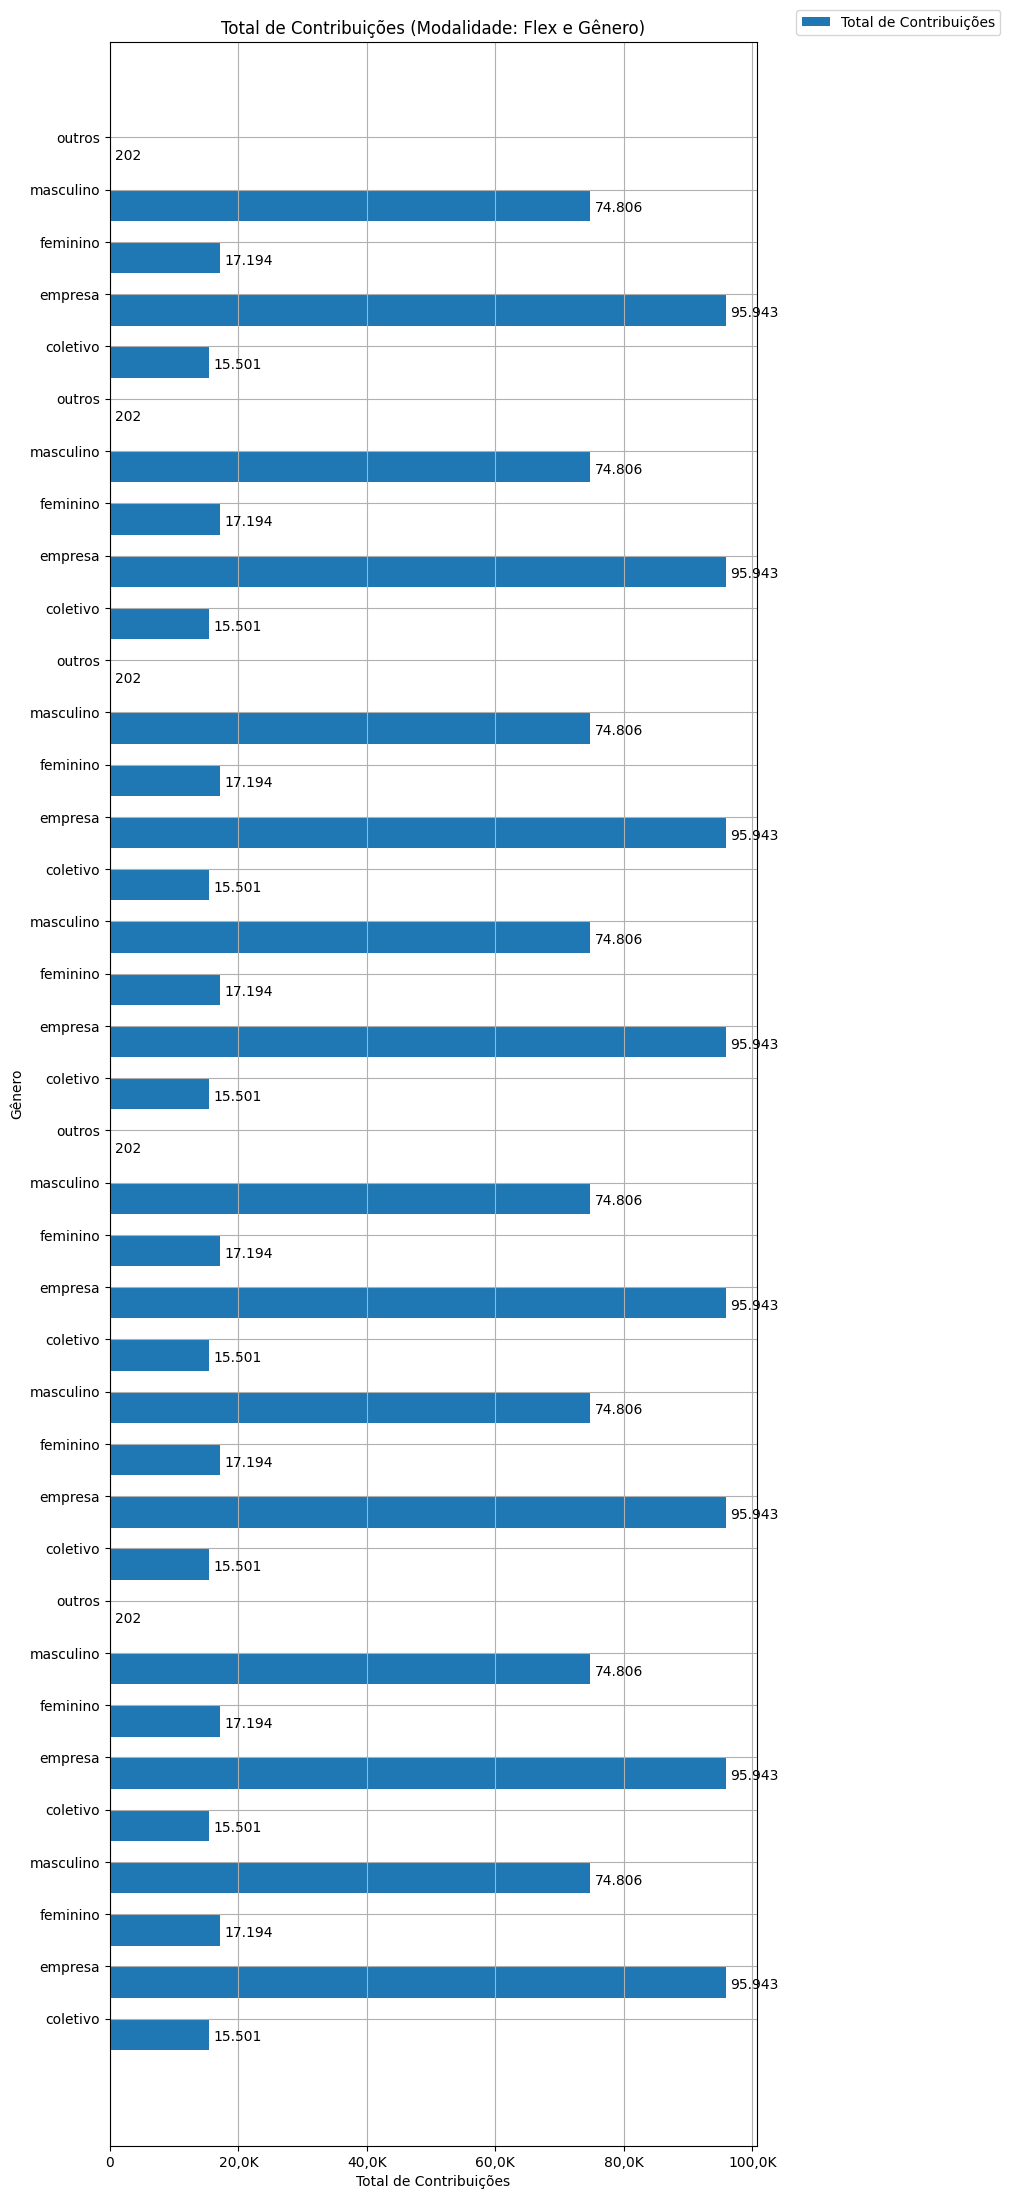 Total de Contribuições (Modalidade: Flex e Gênero)
Total de Contribuições
outros
202
masculino
74.806
feminino
17.194
empresa
95.943
coletivo
15.501
outros
202
masculino
74.806
feminino
17.194
empresa
95.943
coletivo
15.501
outros
202
masculino
74.806
feminino
17.194
empresa
95.943
coletivo
15.501
masculino
74.806
feminino
17.194
empresa
95.943
coletivo
15.501
Gênero
outros
202
masculino
74.806
feminino
17.194
empresa
95.943
coletivo
15.501
masculino
74.806
feminino
17.194
empresa
95.943
coletivo
15.501
outros
202
masculino
74.806
feminino
17.194
empresa
95.943
coletivo
15.501
masculino
74.806
feminino
17.194
empresa
95.943
coletivo
15.501
0 20,0K 40,0K 60,0K 80,0K 100,0K
Total de Contribuições